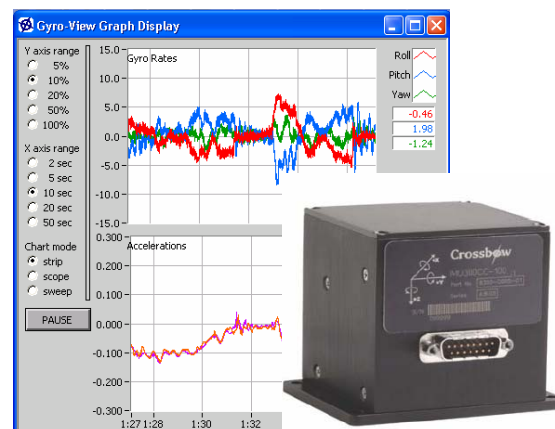 Gyro-View Graph Display
Y axis range
5%
10%
20%
50%
100%
X axis range
2 sec
5 sec
10 sec
20 sec
50 sec
Chart mode
strip
scope
sweep
PAUSE
15.0
Gyro Rates
10.0
5.0
0.0
-5.0
-10.0
-15.0
Roll
Pitch
Yaw
-0.46
1.98
-1.24
0.300
Accelerations
0.200
0.100
0.000
-0.100
-0.200
-0.300
1:27 1:28 1:30 1:32
Crossbow